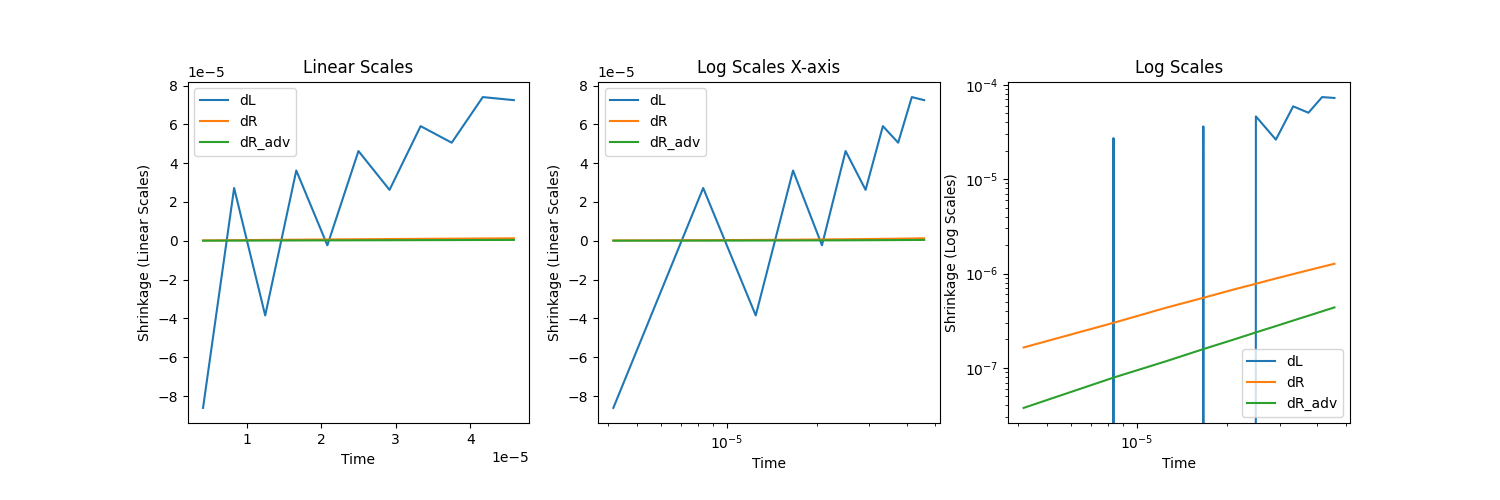 Linear Scales
1e−5
8
6
4
2
0
−2
−4
−6
−8
Shrinkage (Linear Scales)
dL
dR
dR_adv
1
2
3
4
1e−5
Time
Log Scales X-axis
1e−5
8
6
4
2
0
−2
−4
−6
−8
Shrinkage (Linear Scales)
dL
dR
dR_adv
10⁻⁵
Time
Log Scales
10⁻⁴
10⁻⁵
10⁻⁶
10⁻⁷
Shrinkage (Log Scales)
dL
dR
dR_adv
10⁻⁵
Time